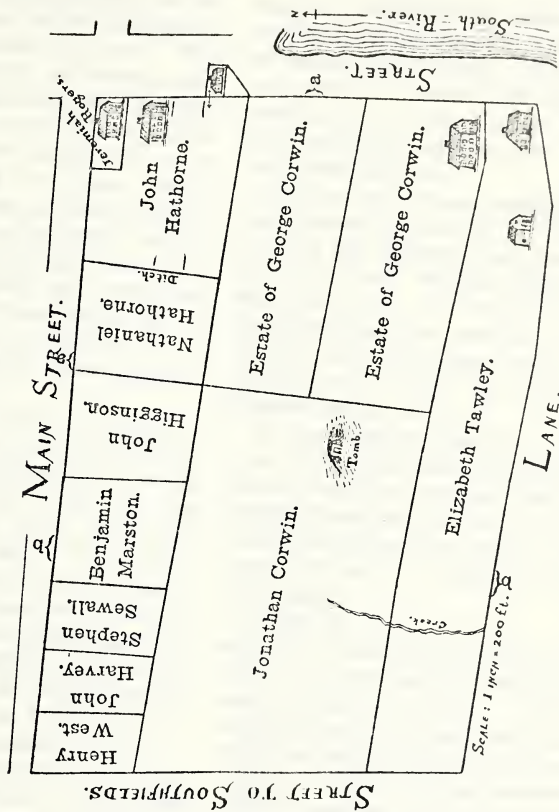 MAIN STREET.
b
a
Henry
West.
John
Harvey.
Stephen
Sewall.
Benjamin
Marston.
John
Higginson.
Nathaniel
Hathorne.
Ditch.
Jeremiah
Rogers.
John
Hathorne.
Jonathan Corwin.
Tomb.
Estate of George Corwin.
Estate of George Corwin.
Creek.
Elizabeth Tawley.
a
STREET.
SOUTH RIVER.
N
STREET TO SOUTHFIELDS.
SCALE: 1 INCH = 200 ft.
b
LANE.